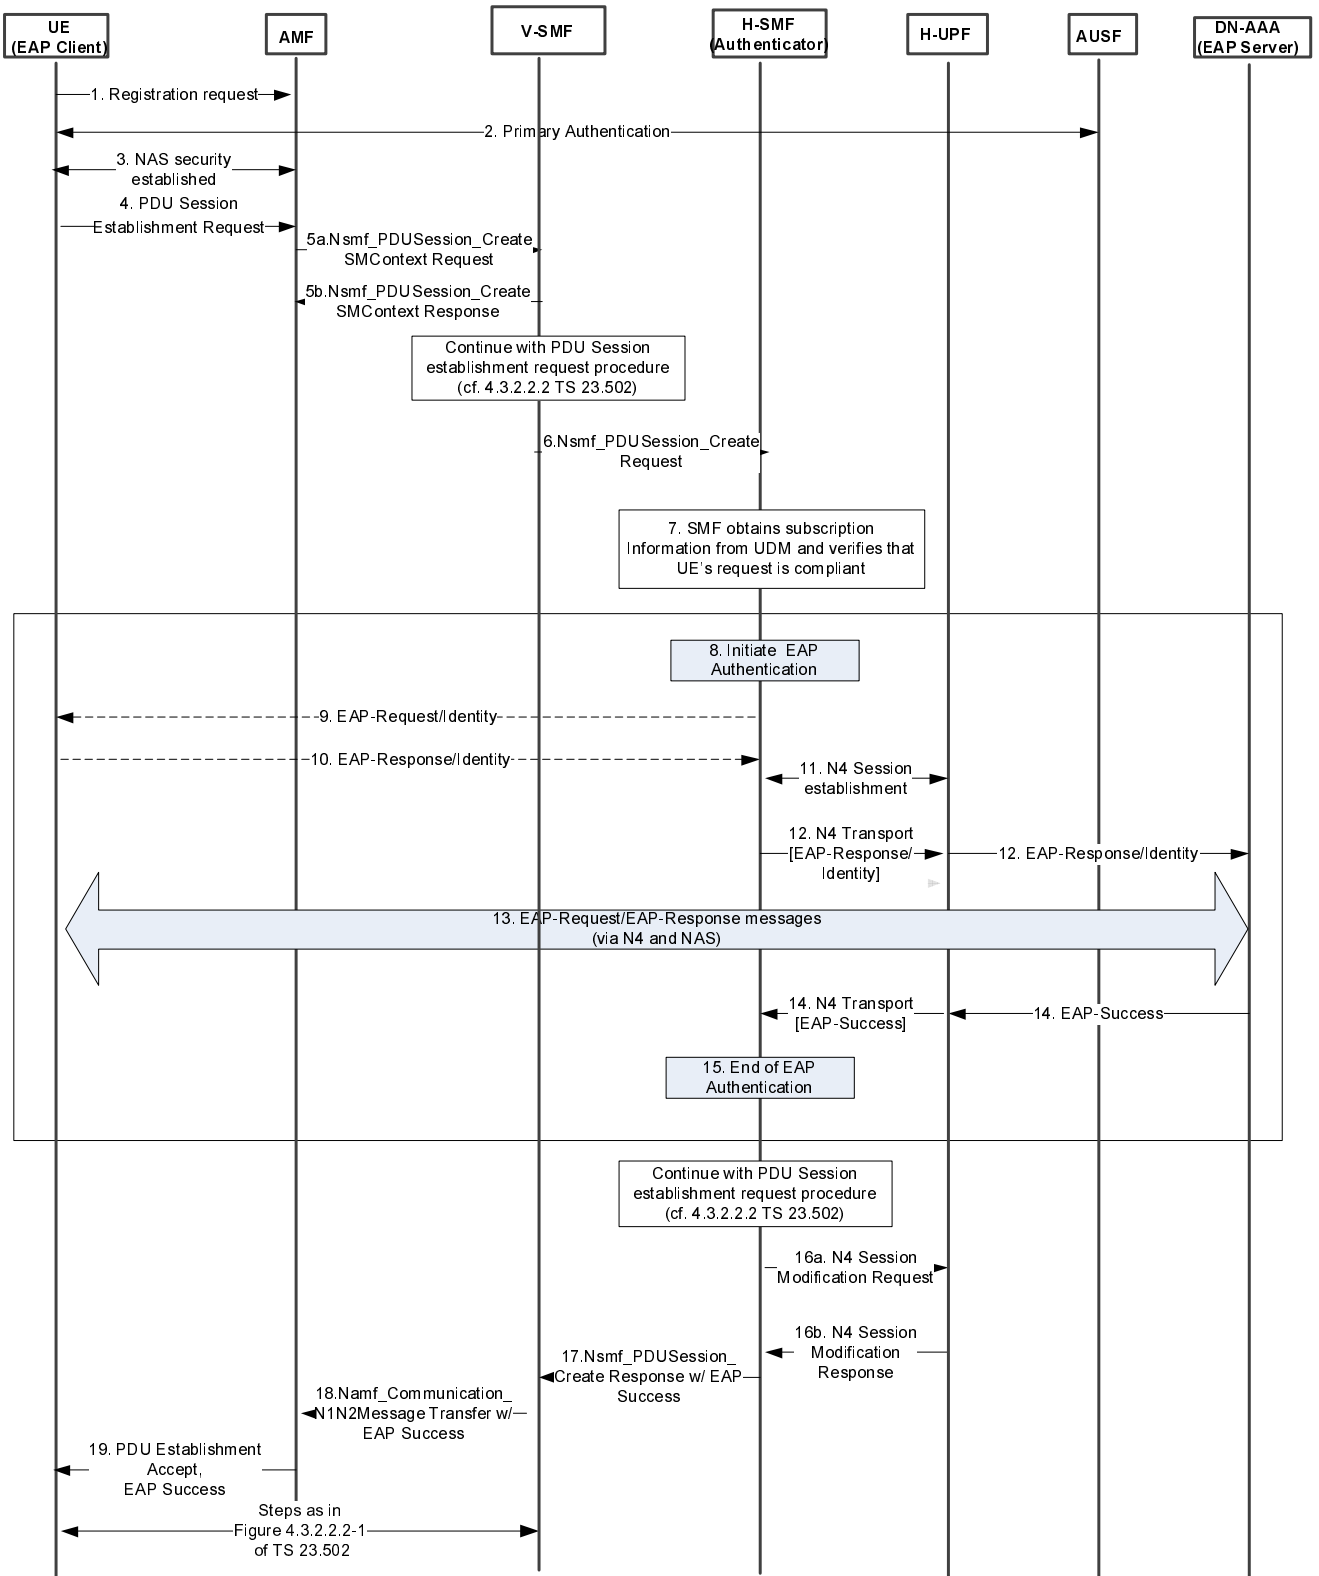 UE
(EAP Client)
AMF
V-SMF
H-SMF
(Authenticator)
H-UPF
AUSF
DN-AAA
(EAP Server)
1. Registration request
2. Primary Authentication
3. NAS security
established
4. PDU Session
Establishment Request
5a.Nsmf_PDUSession_Create
SMContext Request
5b.Nsmf_PDUSession_Create
SMContext Response
Continue with PDU Session
establishment request procedure
(cf. 4.3.2.2.2 TS 23.502)
6.Nsmf_PDUSession_Create
Request
7. SMF obtains subscription
Information from UDM and verifies that
UE's request is compliant
8. Initiate EAP
Authentication
9. EAP-Request/Identity
10. EAP-Response/Identity
11. N4 Session
establishment
12. N4 Transport
[EAP-Response/
Identity]
12. EAP-Response/Identity
13. EAP-Request/EAP-Response messages
(via N4 and NAS)
14. N4 Transport
[EAP-Success]
14. EAP-Success
15. End of EAP
Authentication
Continue with PDU Session
establishment request procedure
(cf. 4.3.2.2.2 TS 23.502)
16a. N4 Session
Modification Request
16b. N4 Session
Modification
Response
17.Nsmf_PDUSession_
Create Response w/ EAP
Success
18.Namf_Communication_
N1N2Message Transfer w/
EAP Success
19. PDU Establishment
Accept,
EAP Success
Steps as in
Figure 4.3.2.2.2-1
of TS 23.502